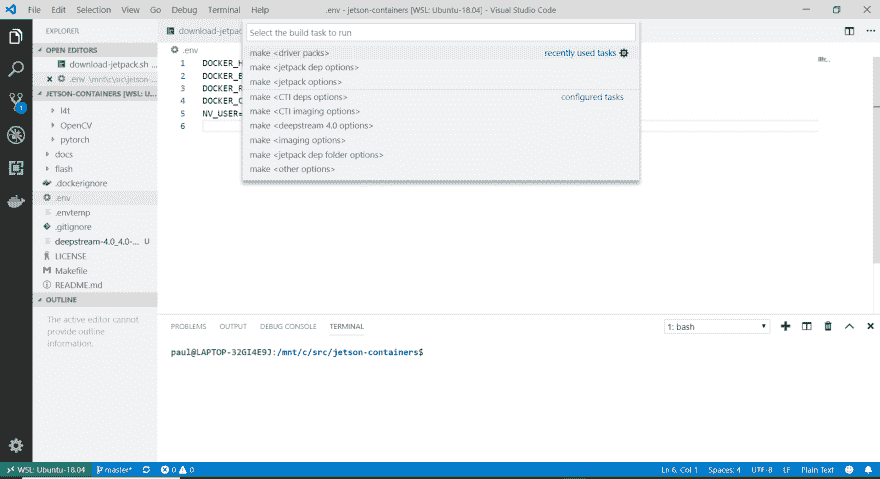 File Edit Selection View Go Debug Terminal Help
.env - jetson-containers [WSL: Ubuntu-18.04] - Visual Studio Code
EXPLORER
OPEN EDITORS
download-jetpack.sh ...
.env \mnt\c\src\jetson-...
JETSON-CONTAINERS [WSL: U...
l4t
OpenCV
pytorch
docs
flash
.dockerignore
.env
.envtemp
.gitignore
deepstream-4.0_4.0-... U
LICENSE
Makefile
README.md
OUTLINE
The active editor cannot
provide outline
information.
download-jetpac
.env
1 DOCKER_H
2 DOCKER_B
3 DOCKER_R
4 DOCKER_C
5 NV_USER=
6
Select the build task to run
make <driver packs> recently used tasks
make <jetpack dep options>
make <jetpack options>
make <CTI deps options> configured tasks
make <CTI imaging options>
make <deepstream 4.0 options>
make <imaging options>
make <jetpack dep folder options>
make <other options>
PROBLEMS OUTPUT DEBUG CONSOLE TERMINAL 1: bash
paul@LAPTOP-32GI4E9J:/mnt/c/src/jetson-containers$
1
WSL: Ubuntu-18.04 master* 0 0 Ln 6, Col 1 Spaces: 4 UTF-8 LF Plain Text